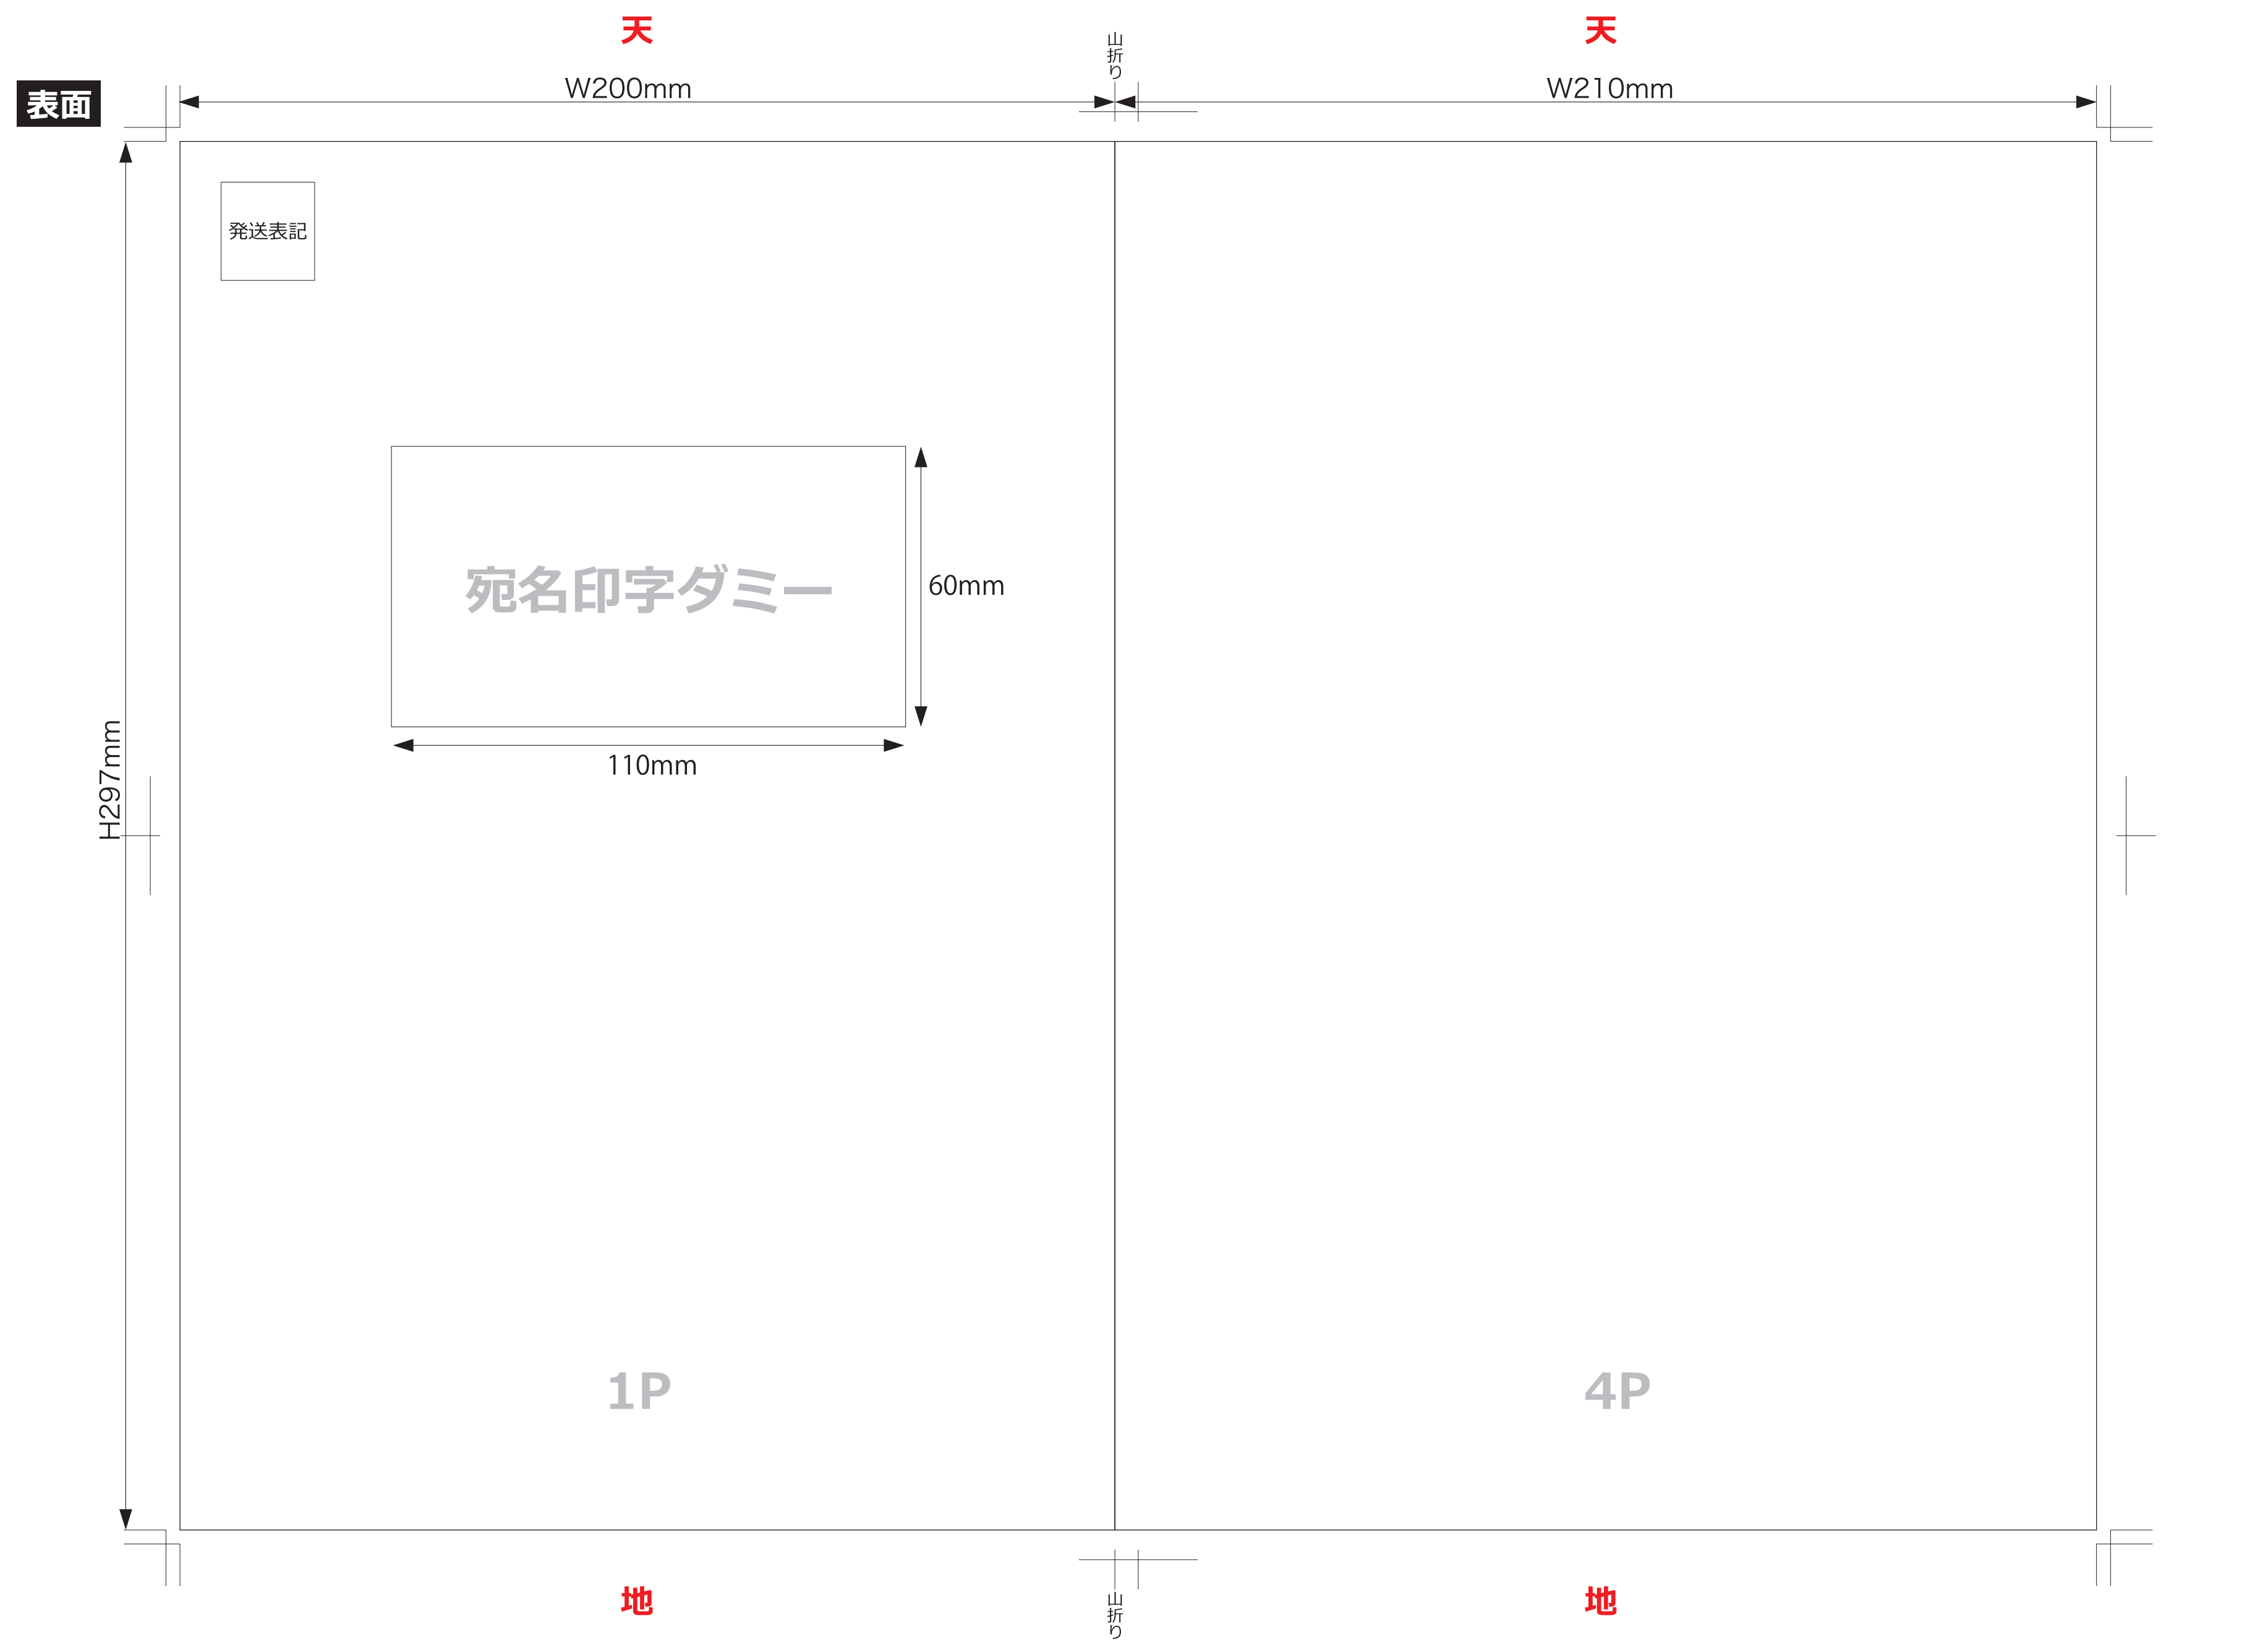 天
天
山折り
表面
W200mm
W210mm
発送表記
宛名印字ダミー
60mm
110mm
H297mm
1P
4P
地
地
山折り